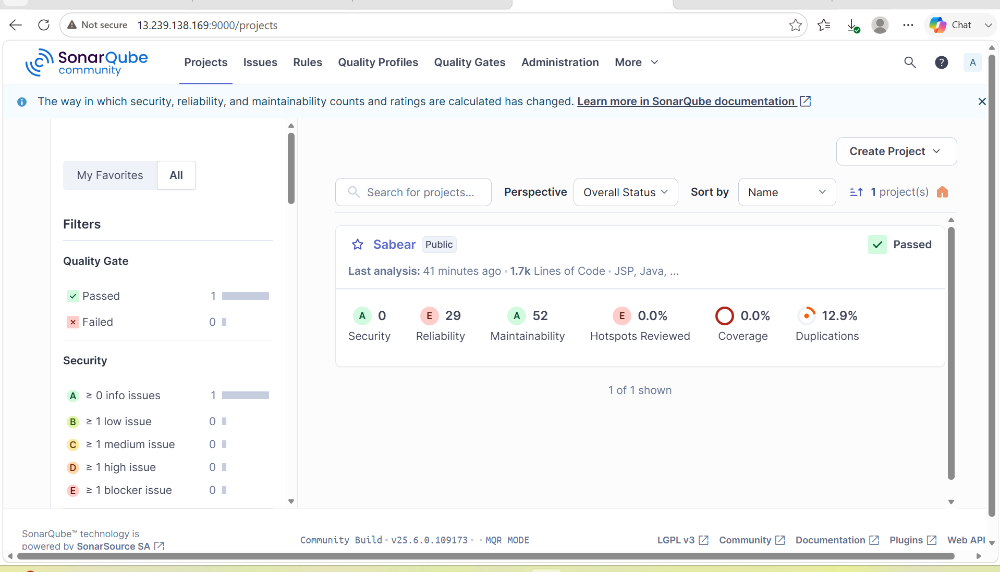 Not secure 13.239.138.169:9000/projects
Chat
SonarQube
community
Projects Issues Rules Quality Profiles Quality Gates Administration More
? A
The way in which security, reliability, and maintainability counts and ratings are calculated has changed. Learn more in SonarQube documentation
My Favorites All
Filters
Quality Gate
Passed 1
Failed 0
Security
A ≥ 0 info issues 1
B ≥ 1 low issue 0
C ≥ 1 medium issue 0
D ≥ 1 high issue 0
E ≥ 1 blocker issue 0
Create Project
Search for projects... Perspective Overall Status Sort by Name 1 project(s)
Sabear Public Passed
Last analysis: 41 minutes ago • 1.7k Lines of Code • JSP, Java, ...
A 0 E 29 A 52 E 0.0% 0.0% 12.9%
Security Reliability Maintainability Hotspots Reviewed Coverage Duplications
1 of 1 shown
SonarQube™ technology is
powered by SonarSource SA
Community Build • v25.6.0.109173 • • MQR MODE
LGPL v3 Community Documentation Plugins Web API